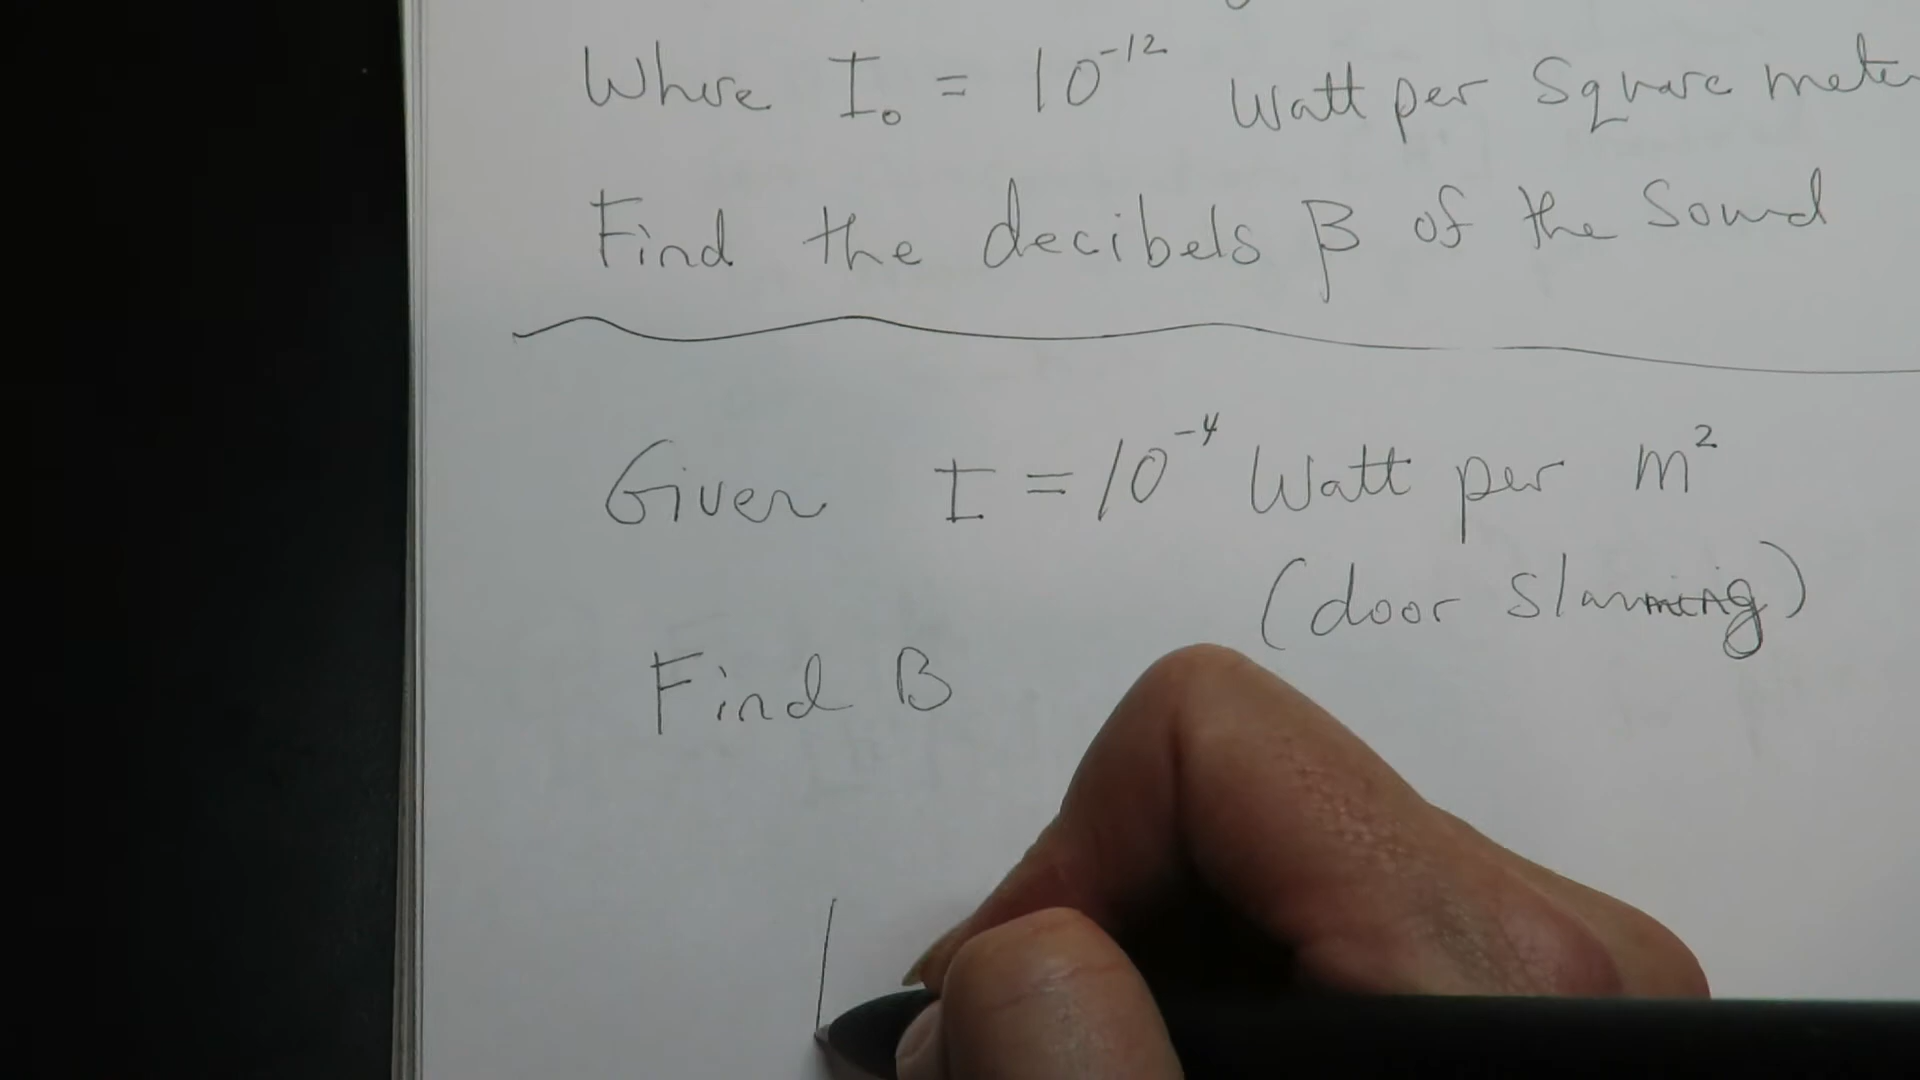 Where I₀ = 10⁻¹² Watt per Square meter
Find the decibels β of the Sound
Given I = 10⁻⁴ Watt per m²
(door Slamming)
Find B